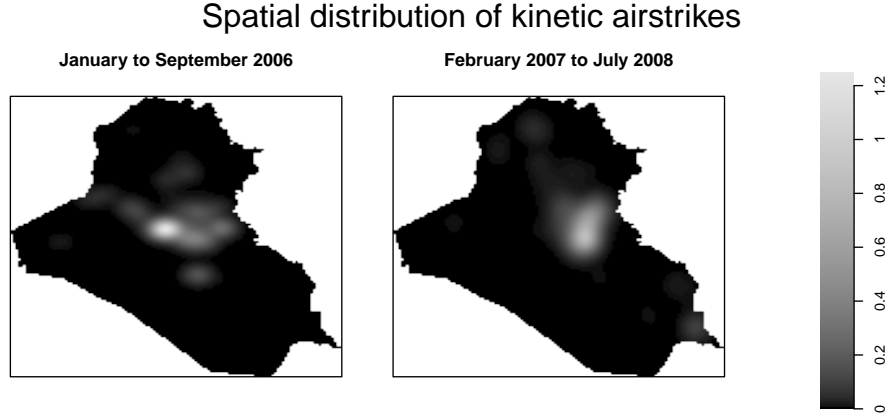 Spatial distribution of kinetic airstrikes
January to September 2006
February 2007 to July 2008
1.2
1
0.8
0.6
0.4
0.2
0